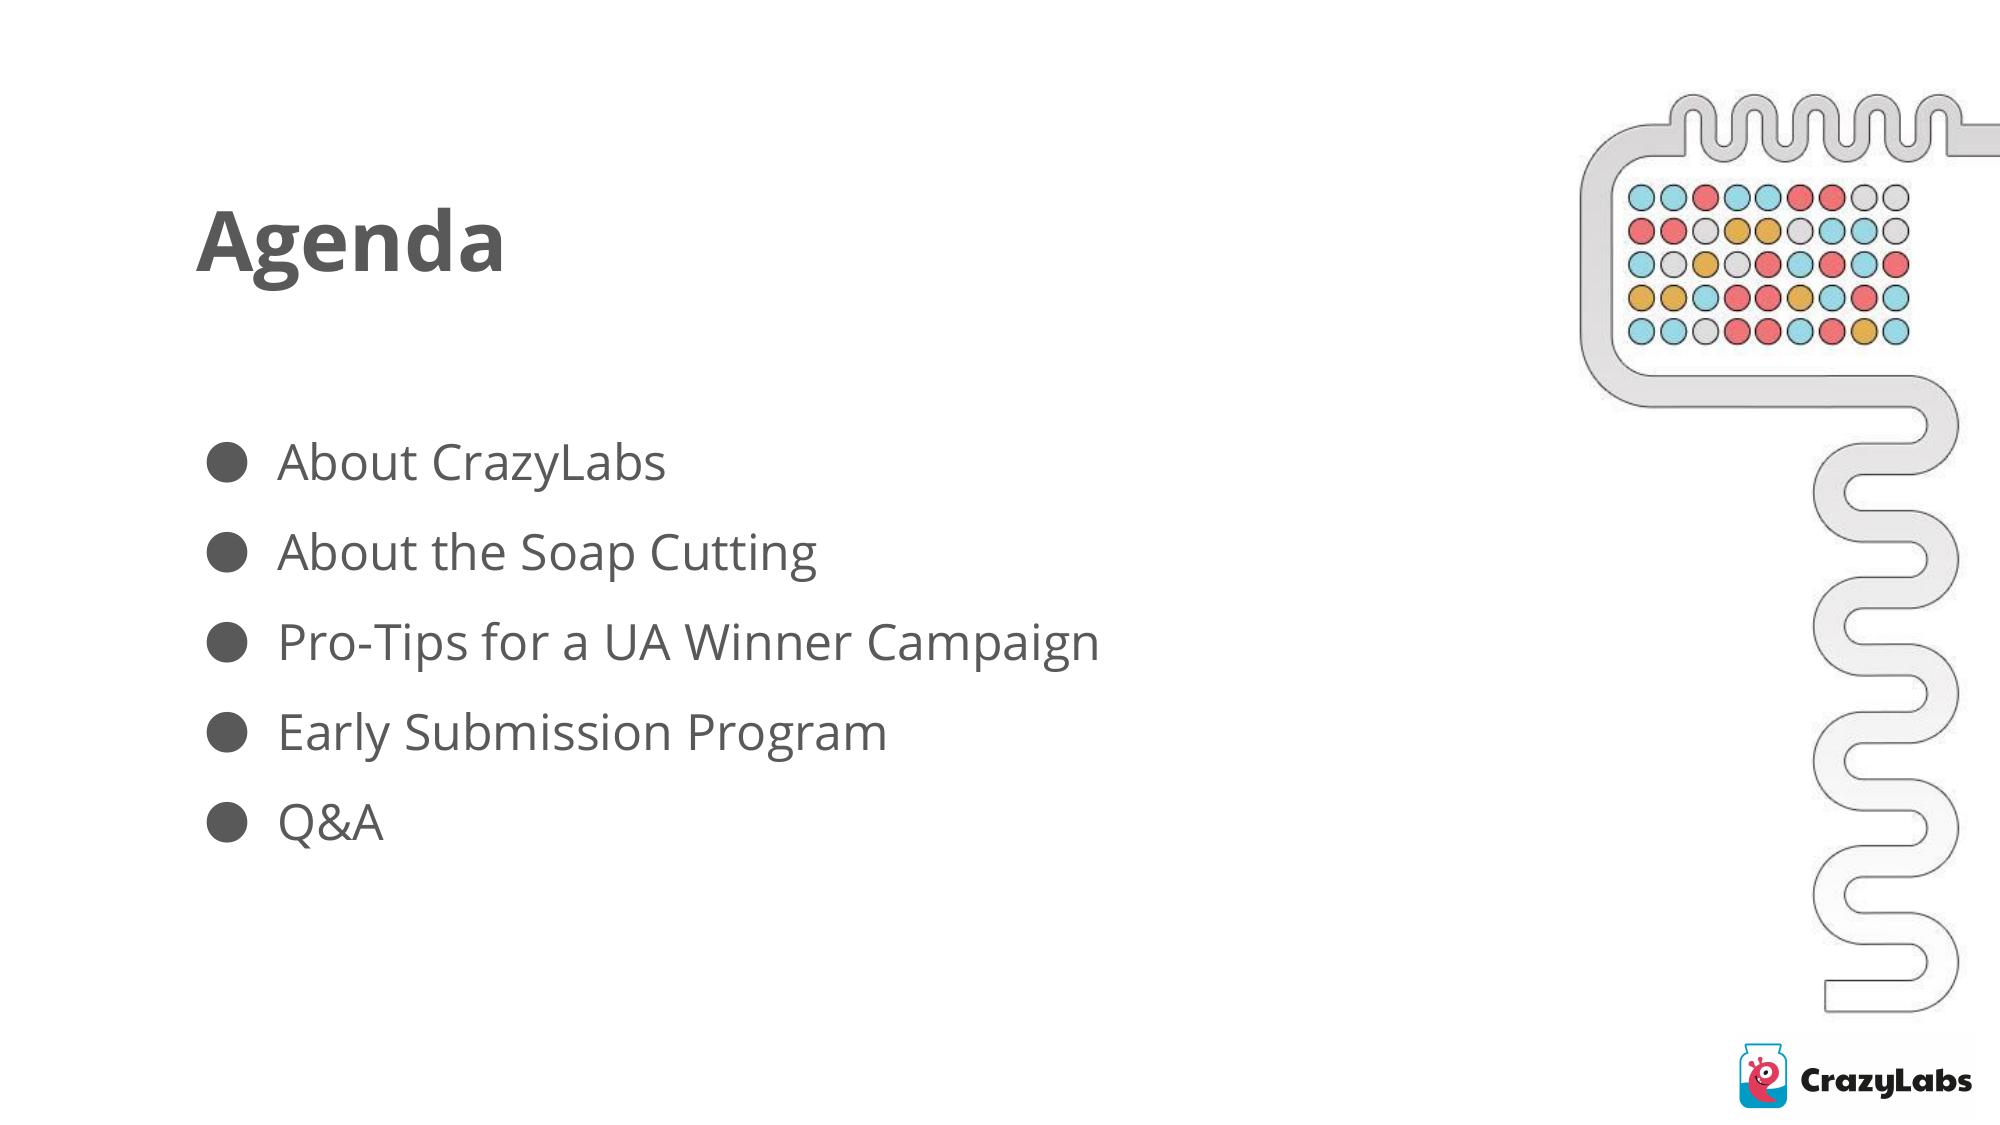 Agenda
● About CrazyLabs
● About the Soap Cutting
● Pro-Tips for a UA Winner Campaign
● Early Submission Program
● Q&A
CrazyLabs